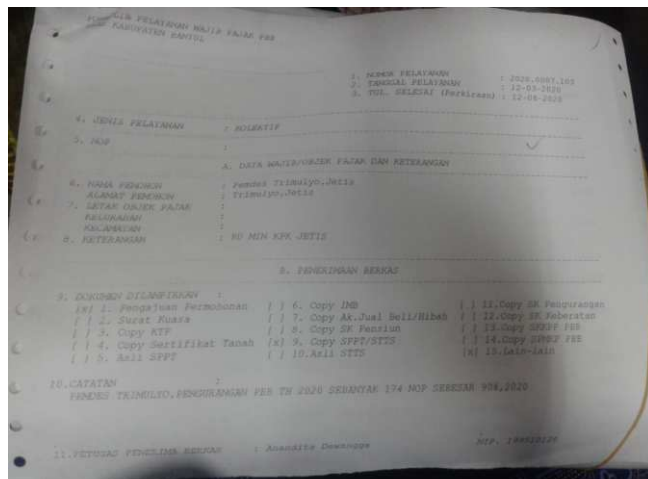 PELAYANAN WAJIB PAJAK PBB
KABUPATEN BANTUL
1. NOMOR PELAYANAN : 2020.0007.103
2. TANGGAL PELAYANAN : 12-03-2020
3. TGL. SELESAI (Perkiraan) : 12-06-2020
4. JENIS PELAYANAN : KOLEKTIF
5. NOP :
A. DATA WAJIB/OBJEK PAJAK DAN KETERANGAN
6. NAMA PEMOHON : Pemdes Trimulyo,Jetis
ALAMAT PEMOHON : Trimulyo,Jetis
7. LETAK OBJEK PAJAK :
KELURAHAN :
KECAMATAN :
8. KETERANGAN : KU MIN KPK JETIS
B. PENERIMAAN BERKAS
9. DOKUMEN DILAMPIRKAN :
[x] 1. Pengajuan Permohonan [ ] 6. Copy IMB [ ] 11.Copy SK Pengurangan
[ ] 2. Surat Kuasa [ ] 7. Copy Ak.Jual Beli/Hibah [ ] 12.Copy SK Keberatan
[ ] 3. Copy KTP [ ] 8. Copy SK Pensiun [ ] 13.Copy SPKKP PBB
[ ] 4. Copy Sertifikat Tanah [x] 9. Copy SPPT/STTS [ ] 14.Copy SPMKP PBB
[ ] 5. Asli SPPT [ ] 10.Asli STTS [x] 15.Lain-lain
10.CATATAN :
PEMDES TRIMULYO,PENGURANGAN PBB TH 2020 SEBANYAK 174 NOP SEBESAR 90%,2020
11.PETUGAS PENERIMA BERKAS : Anandita Dewangga NIP.